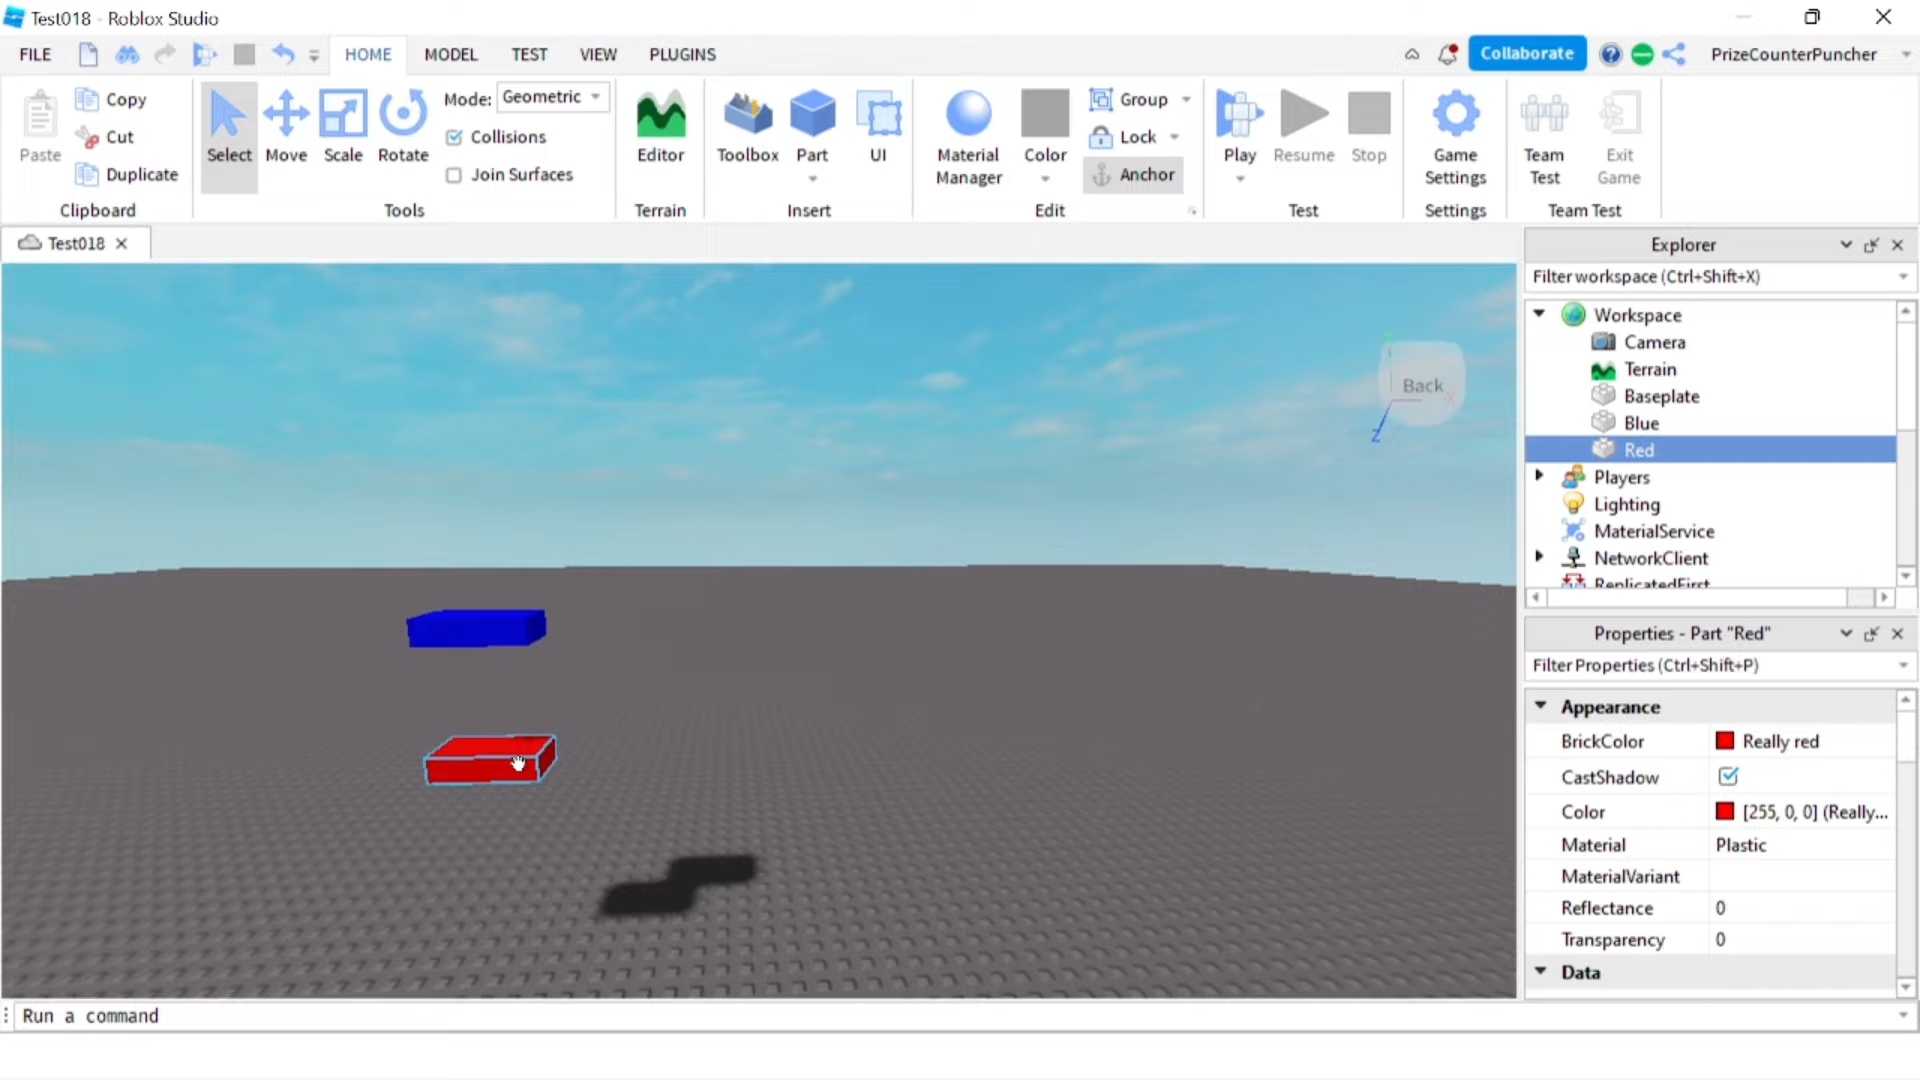 Test018 - Roblox Studio
FILE HOME MODEL TEST VIEW PLUGINS Collaborate PrizeCounterPuncher
Paste Copy Cut Duplicate
Clipboard
Select Move Scale Rotate
Mode: Geometric
Collisions
Join Surfaces
Tools
Editor
Terrain
Toolbox Part UI
Insert
Material Manager
Color
Group
Lock
Anchor
Edit
Play Resume Stop
Test
Game Settings
Settings
Team Test
Exit Game
Team Test
Test018
Back
Z
Explorer
Filter workspace (Ctrl+Shift+X)
Workspace
Camera
Terrain
Baseplate
Blue
Red
Players
Lighting
MaterialService
NetworkClient
ReplicatedFirst
Properties - Part "Red"
Filter Properties (Ctrl+Shift+P)
Appearance
BrickColor Really red
CastShadow
Color [255, 0, 0] (Really...
Material Plastic
MaterialVariant
Reflectance 0
Transparency 0
Data
Run a command